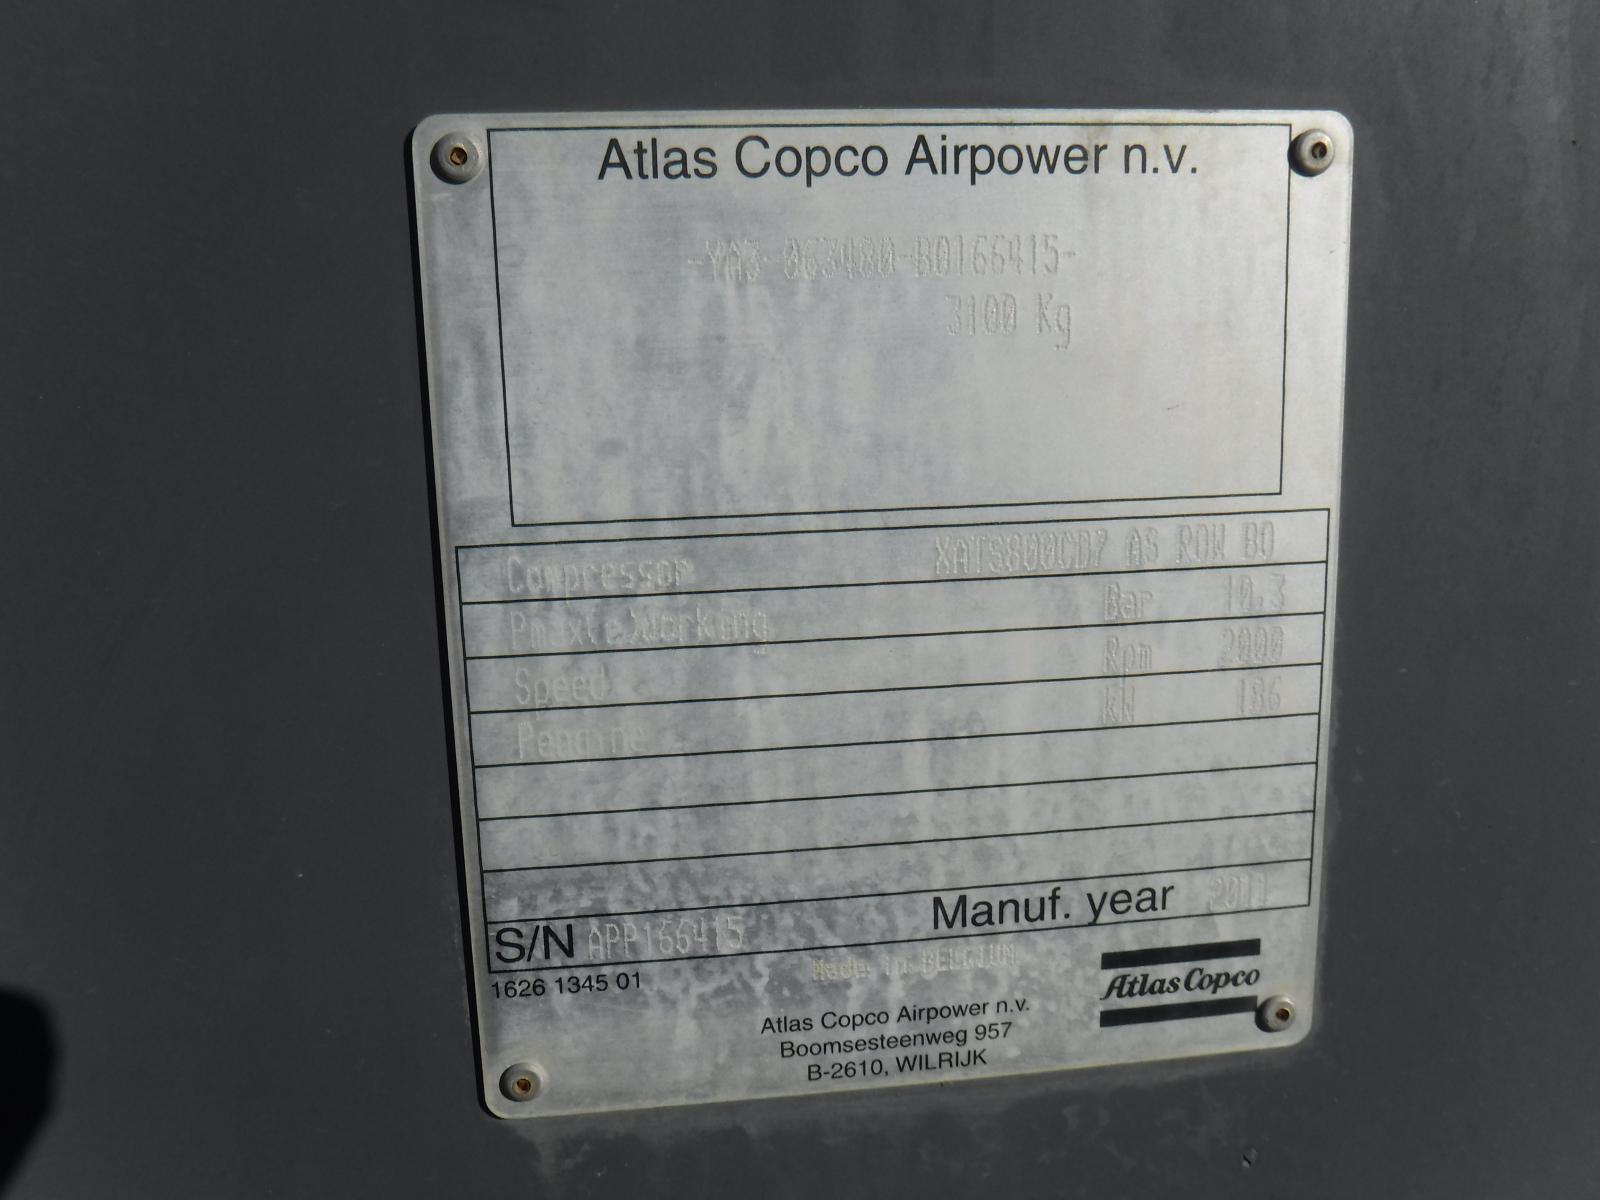 Atlas Copco Airpower n.v.
-YA3-063480-B0166415-
3100 Kg
Compressor XATS800CD7 AS ROW BO
Pmax(e)working Bar 10.3
Speed Rpm 2000
Pengine kW 186
S/N APP166415 Manuf. year 2011
1626 1345 01
Made in BELGIUM
Atlas Copco
Atlas Copco Airpower n.v.
Boomsesteenweg 957
B-2610, WILRIJK